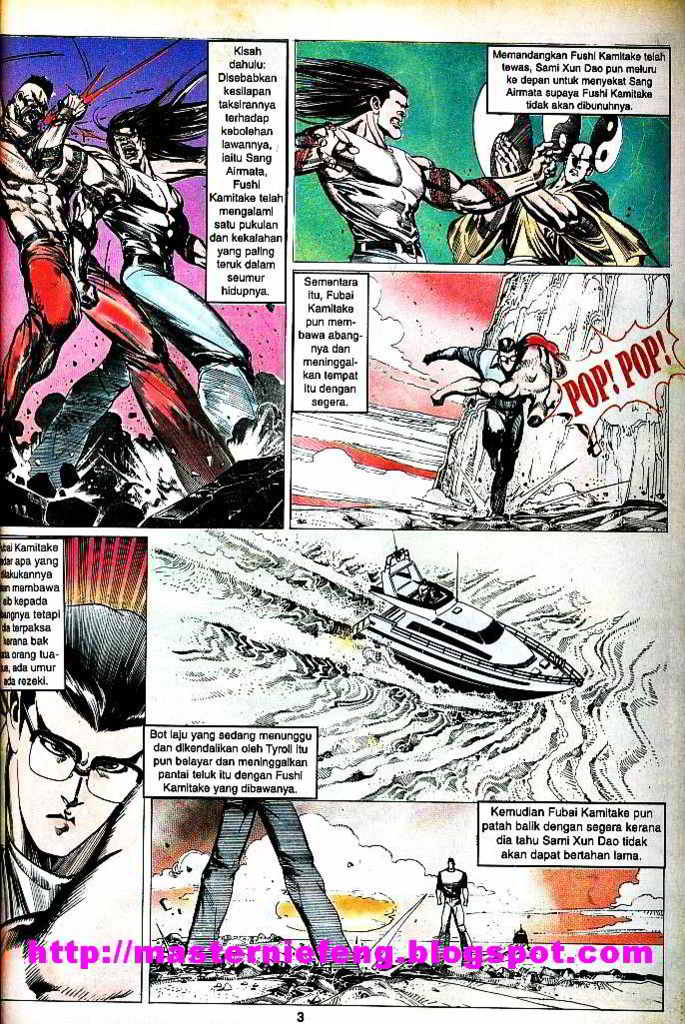 Kisah
dahulu:
Disebabkan
kesilapan
taksirannya
terhadap
kebolehan
lawannya,
iaitu Sang
Airmata,
Fushi
Kamitake telah
mengalami
satu pukulan
dan kekalahan
yang paling
teruk dalam
seumur
hidupnya.
Memandangkan Fushi Kamitake telah
tewas, Sami Xun Dao pun meluru
ke depan untuk menyekat Sang
Airmata supaya Fushi Kamitake
tidak akan dibunuhnya.
Sementara
itu, Fubai
Kamitake
pun mem-
bawa abang-
nya dan
meninggal-
kan tempat
itu dengan
segera.
POP! POP!
Kamitake
apa yang
membawa
kepada
tetapi
terpaksa
kerana bak
orang tua-
ada umur
ada rezeki.
Bot laju yang sedang menunggu
dan dikendalikan oleh Tyroll itu
pun belayar dan meninggalkan
pantai teluk itu dengan Fushi
Kamitake yang dibawanya.
Kemudian Fubai Kamitake pun
patah balik dengan segera kerana
dia tahu Sami Xun Dao tidak
akan dapat bertahan lama.
http://masterniefeng.blogspot.com
3